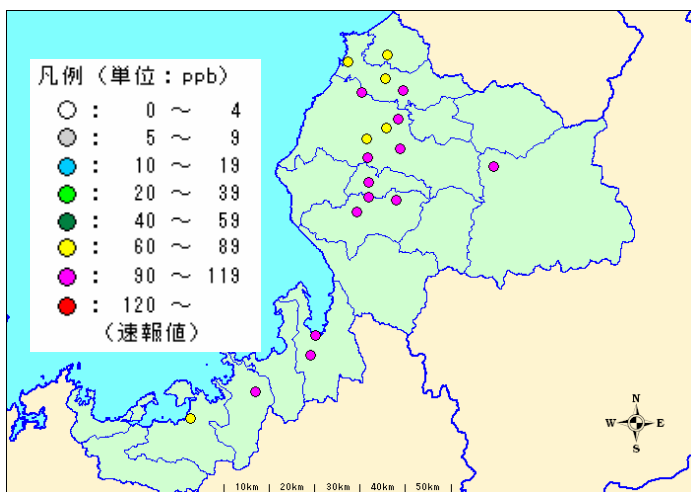 凡例（単位：ppb）
： 0 ～ 4
： 5 ～ 9
： 10 ～ 19
： 20 ～ 39
： 40 ～ 59
： 60 ～ 89
： 90 ～ 119
： 120 ～
（速報値）
N
W E
S
10km 20km 30km 40km 50km